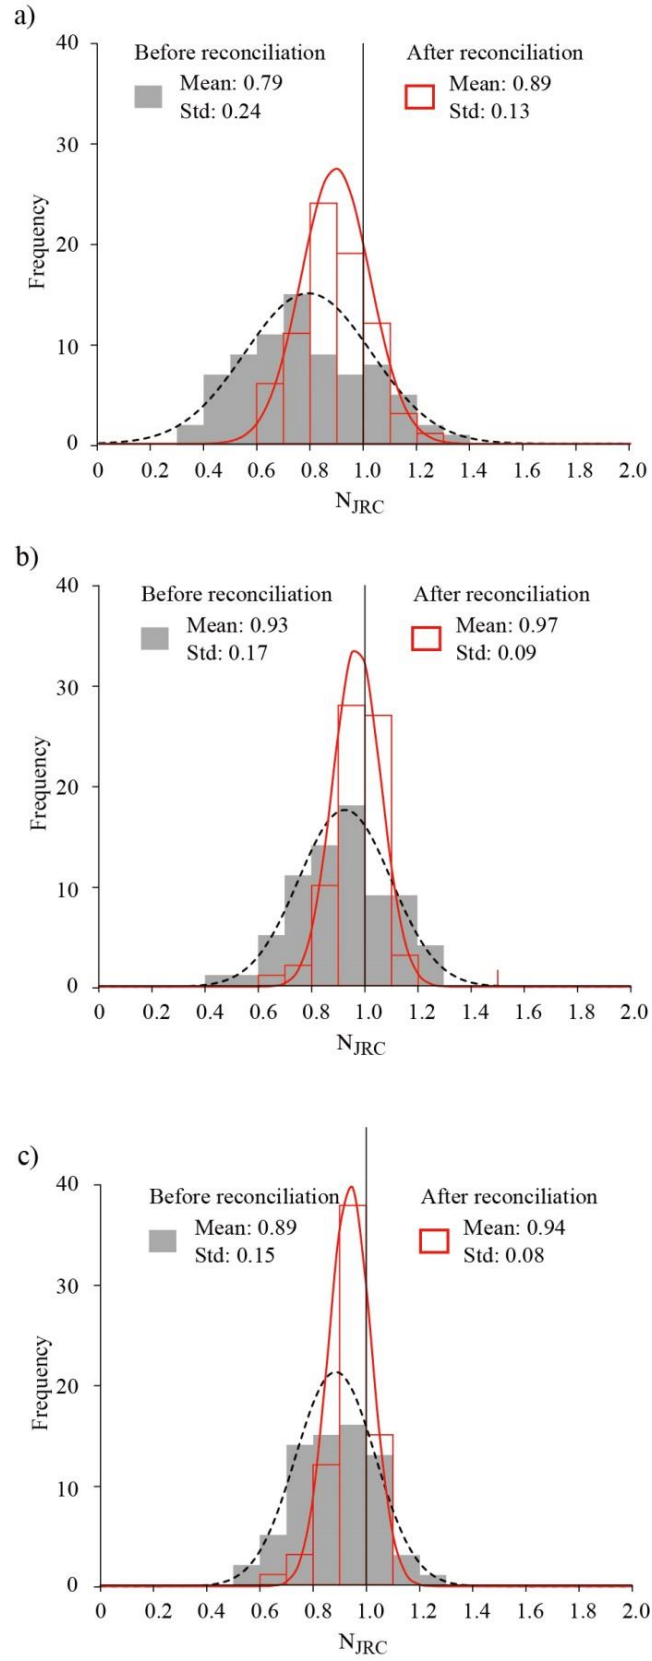 a)
40
Before reconciliation
After reconciliation
Mean: 0.79
Mean: 0.89
Std: 0.24
Std: 0.13
30
Frequency
20
10
0
0 0.2 0.4 0.6 0.8 1.0 1.2 1.4 1.6 1.8 2.0
NJRC
b)
40
Before reconciliation
After reconciliation
Mean: 0.93
Mean: 0.97
Std: 0.17
Std: 0.09
30
Frequency
20
10
0
0 0.2 0.4 0.6 0.8 1.0 1.2 1.4 1.6 1.8 2.0
NJRC
c)
40
Before reconciliation
After reconciliation
Mean: 0.89
Mean: 0.94
Std: 0.15
Std: 0.08
30
Frequency
20
10
0
0 0.2 0.4 0.6 0.8 1.0 1.2 1.4 1.6 1.8 2.0
NJRC